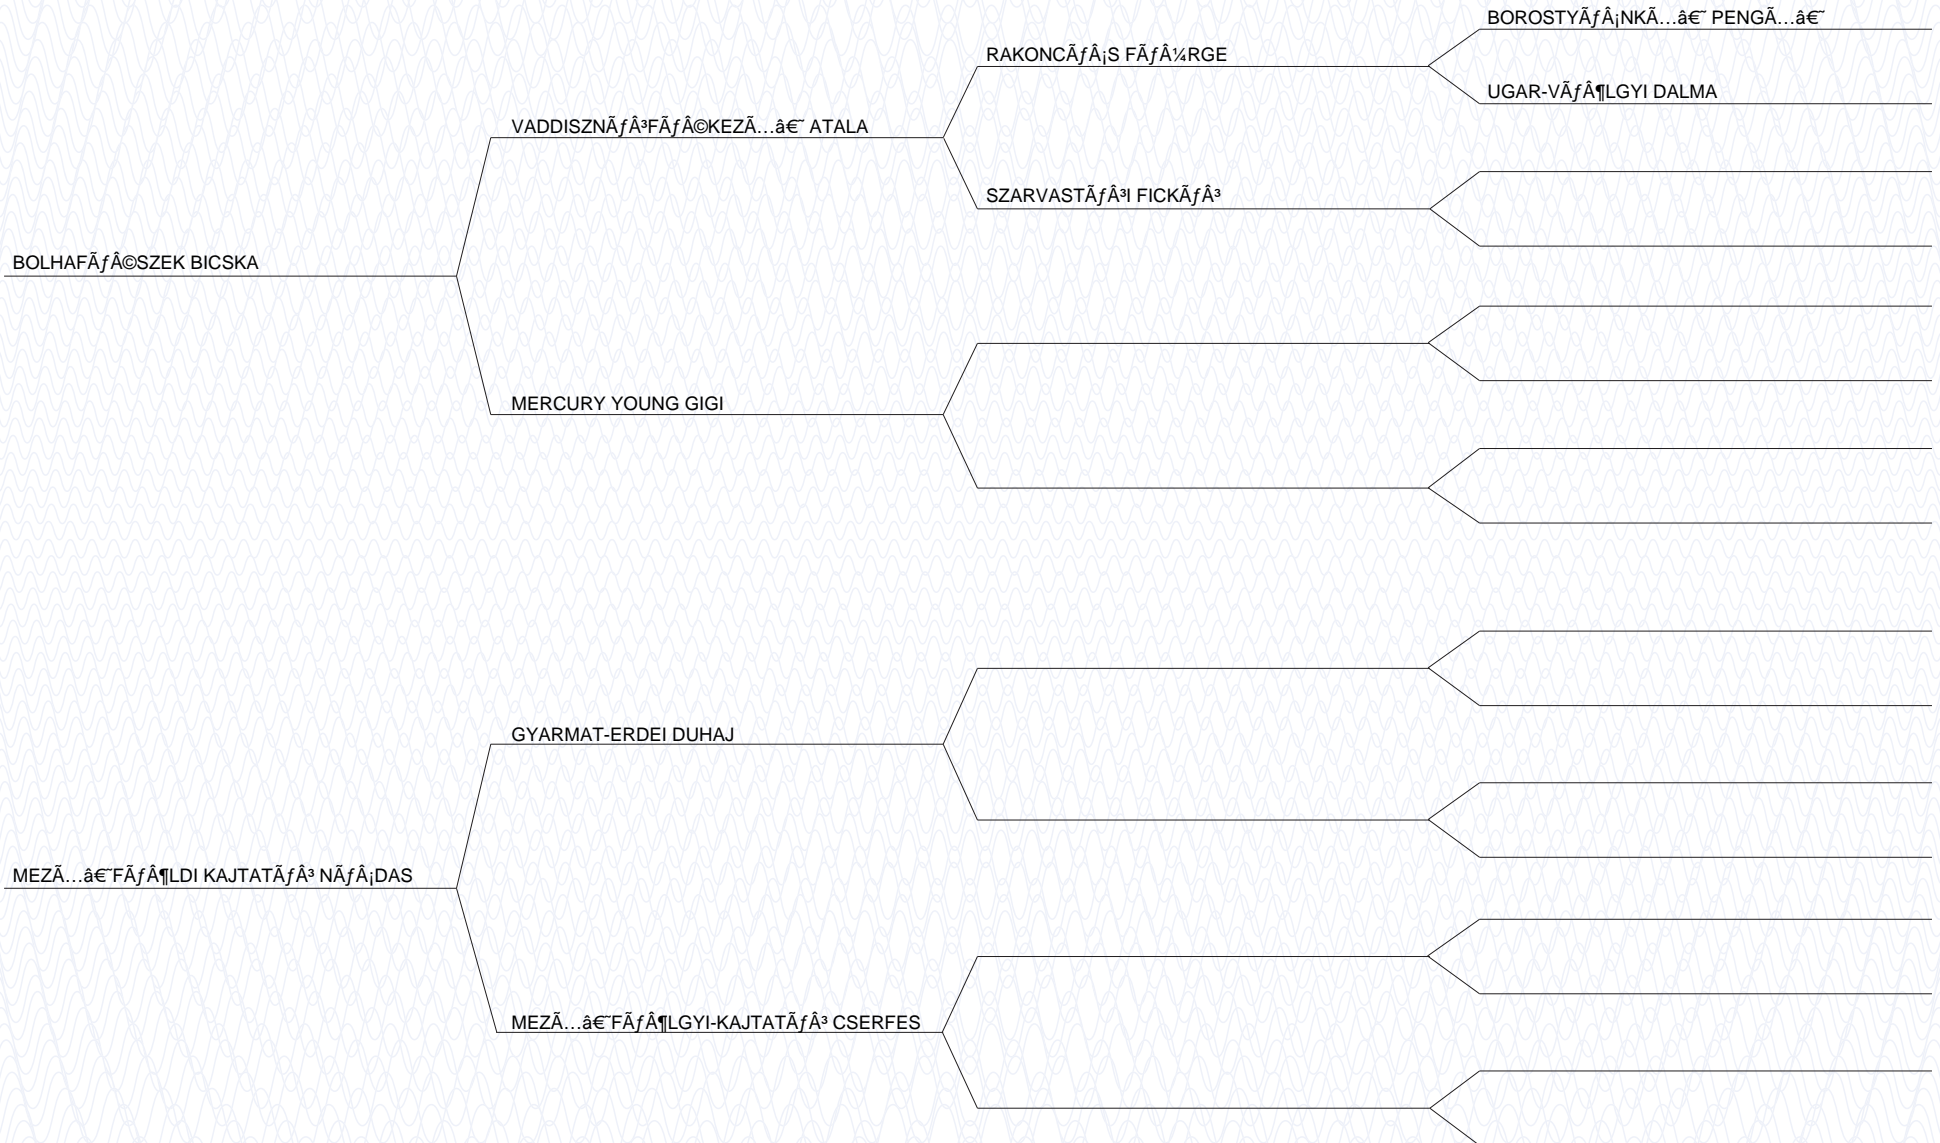 BOROSTYÃƒÂ¡NKÃ…â€˜ PENGÃ…â€˜
RAKONCÃƒÂ¡S FÃƒÂ¼RGE
UGAR-VÃƒÂ¶LGYI DALMA
VADDISZNÃƒÂ³FÃƒÂ©KEZÃ…â€˜ ATALA
SZARVASTÃƒÂ³I FICKÃƒÂ³
BOLHAFÃƒÂ©SZEK BICSKA
MERCURY YOUNG GIGI
GYARMAT-ERDEI DUHAJ
MEZÃ…â€˜FÃƒÂ¶LDI KAJTATÃƒÂ³ NÃƒÂ¡DAS
MEZÃ…â€˜FÃƒÂ¶LGYI-KAJTATÃƒÂ³ CSERFES